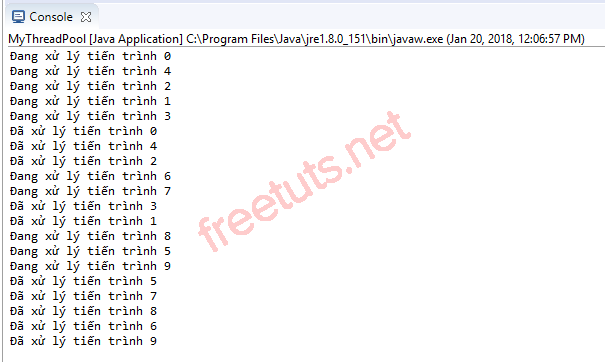 Console
MyThreadPool [Java Application] C:\Program Files\Java\jre1.8.0_151\bin\javaw.exe (Jan 20, 2018, 12:06:57 PM)
Đang xử lý tiến trình 0
Đang xử lý tiến trình 4
Đang xử lý tiến trình 2
Đang xử lý tiến trình 1
Đang xử lý tiến trình 3
Đã xử lý tiến trình 0
Đã xử lý tiến trình 4
Đã xử lý tiến trình 2
Đang xử lý tiến trình 6
Đang xử lý tiến trình 7
Đã xử lý tiến trình 3
Đã xử lý tiến trình 1
Đang xử lý tiến trình 8
Đang xử lý tiến trình 5
Đang xử lý tiến trình 9
Đã xử lý tiến trình 5
Đã xử lý tiến trình 7
Đã xử lý tiến trình 8
Đã xử lý tiến trình 6
Đã xử lý tiến trình 9
freetuts.net